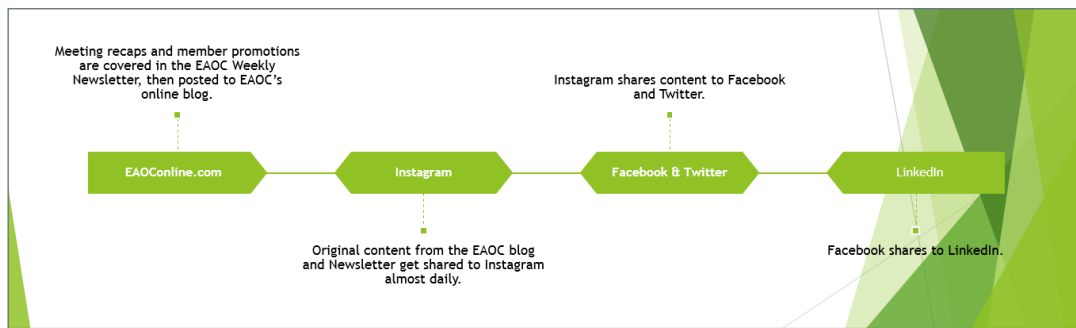 Meeting recaps and member promotions
are covered in the EAOC Weekly
Newsletter, then posted to EAOC's
online blog.
Instagram shares content to Facebook
and Twitter.
EAOConline.com
Instagram
Facebook & Twitter
LinkedIn
Original content from the EAOC blog
and Newsletter get shared to Instagram
almost daily.
Facebook shares to LinkedIn.